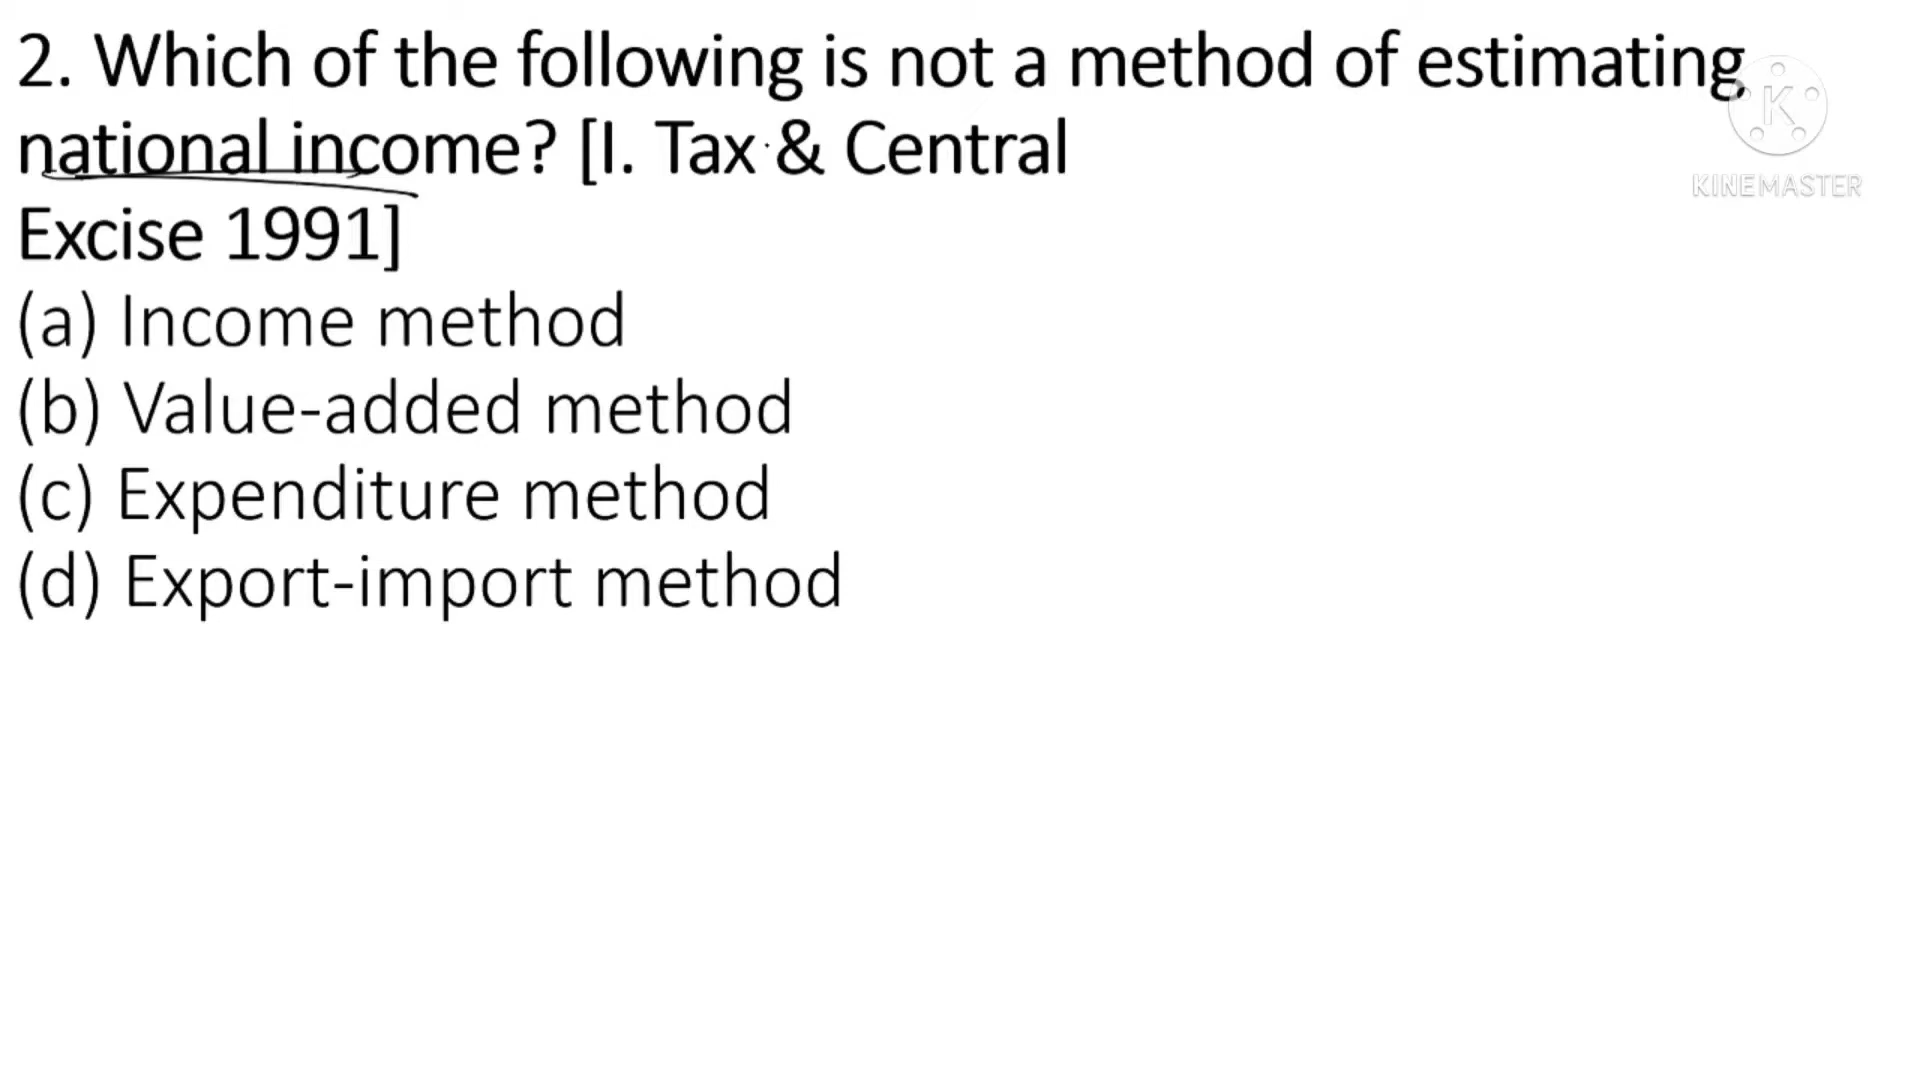 2. Which of the following is not a method of estimating
national income? [I. Tax & Central
Excise 1991]
(a) Income method
(b) Value-added method
(c) Expenditure method
(d) Export-import method
K
KINEMASTER